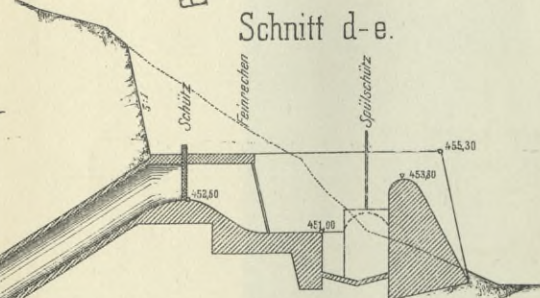 Schnitt d-e.
5:1
Schütz
Feinrechen
Spülschütz
455,30
453,80
452,60
451,00